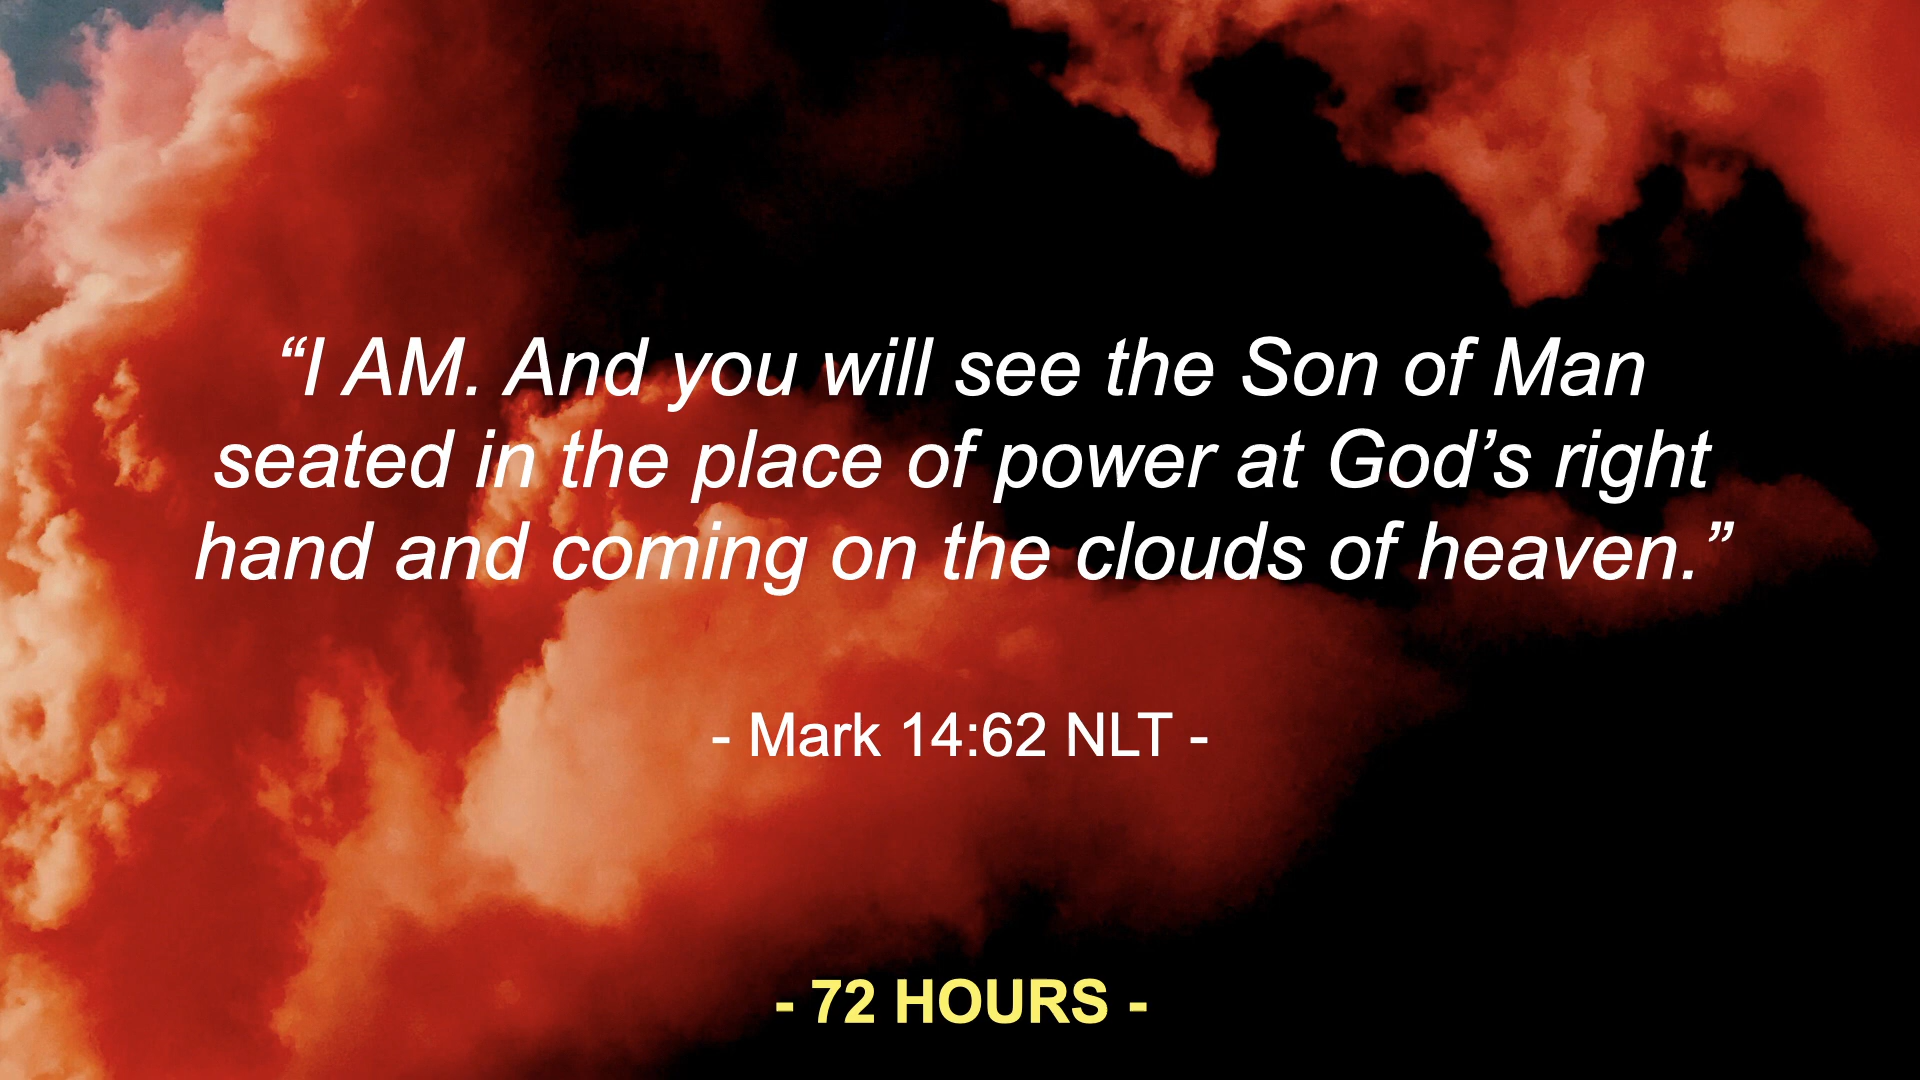 “I AM. And you will see the Son of Man
seated in the place of power at God’s right
hand and coming on the clouds of heaven.”
- Mark 14:62 NLT -
- 72 HOURS -